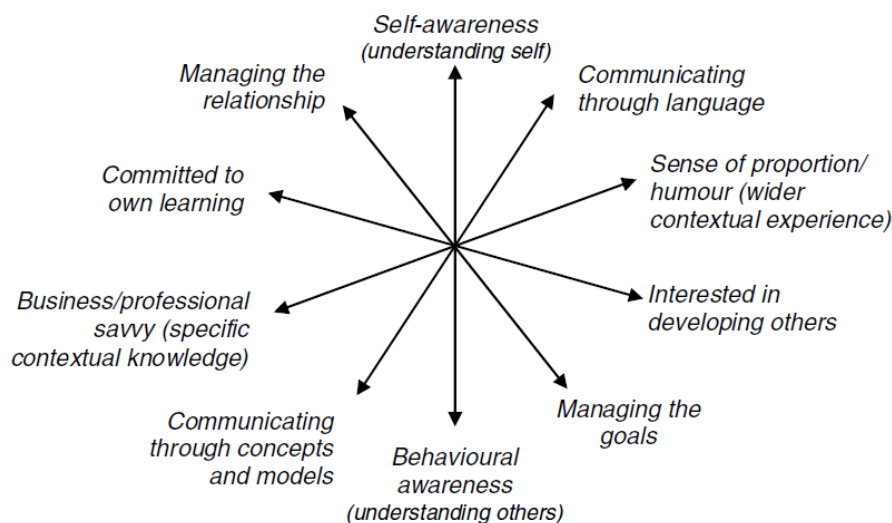 Self-awareness
(understanding self)
Managing the
relationship
Communicating
through language
Committed to
own learning
Sense of proportion/
humour (wider
contextual experience)
Business/professional
savvy (specific
contextual knowledge)
Interested in
developing others
Communicating
through concepts
and models
Managing the
goals
Behavioural
awareness
(understanding others)